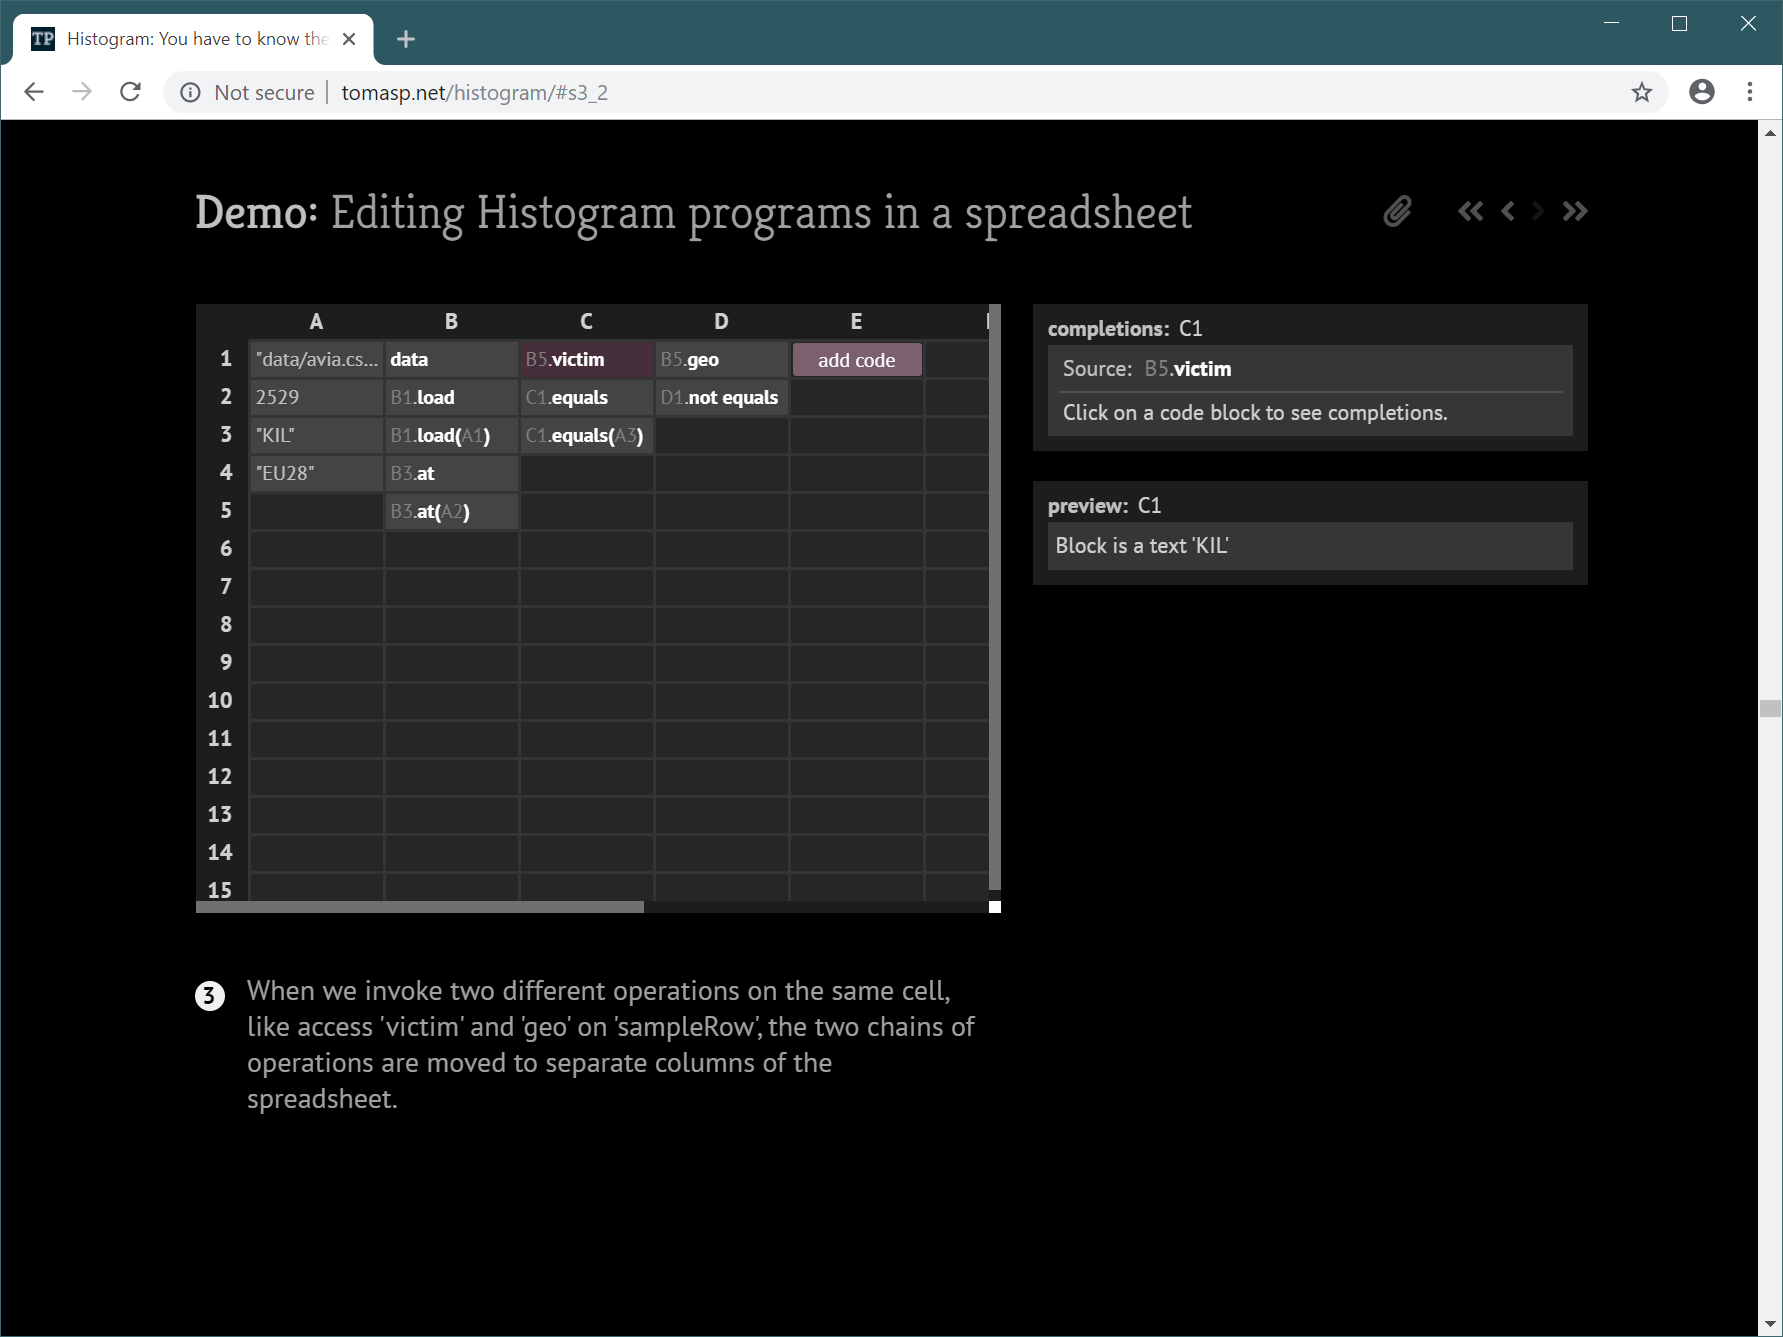 TP Histogram: You have to know the
Not secure | tomasp.net/histogram/#s3_2
Demo: Editing Histogram programs in a spreadsheet
A B C D E
1 "data/avia.cs... data B5.victim B5.geo add code
2 2529 B1.load C1.equals D1.not equals
3 "KIL" B1.load(A1) C1.equals(A3)
4 "EU28" B3.at
5 B3.at(A2)
6
7
8
9
10
11
12
13
14
15
completions: C1
Source: B5.victim
Click on a code block to see completions.
preview: C1
Block is a text 'KIL'
3 When we invoke two different operations on the same cell,
like access 'victim' and 'geo' on 'sampleRow', the two chains of
operations are moved to separate columns of the
spreadsheet.